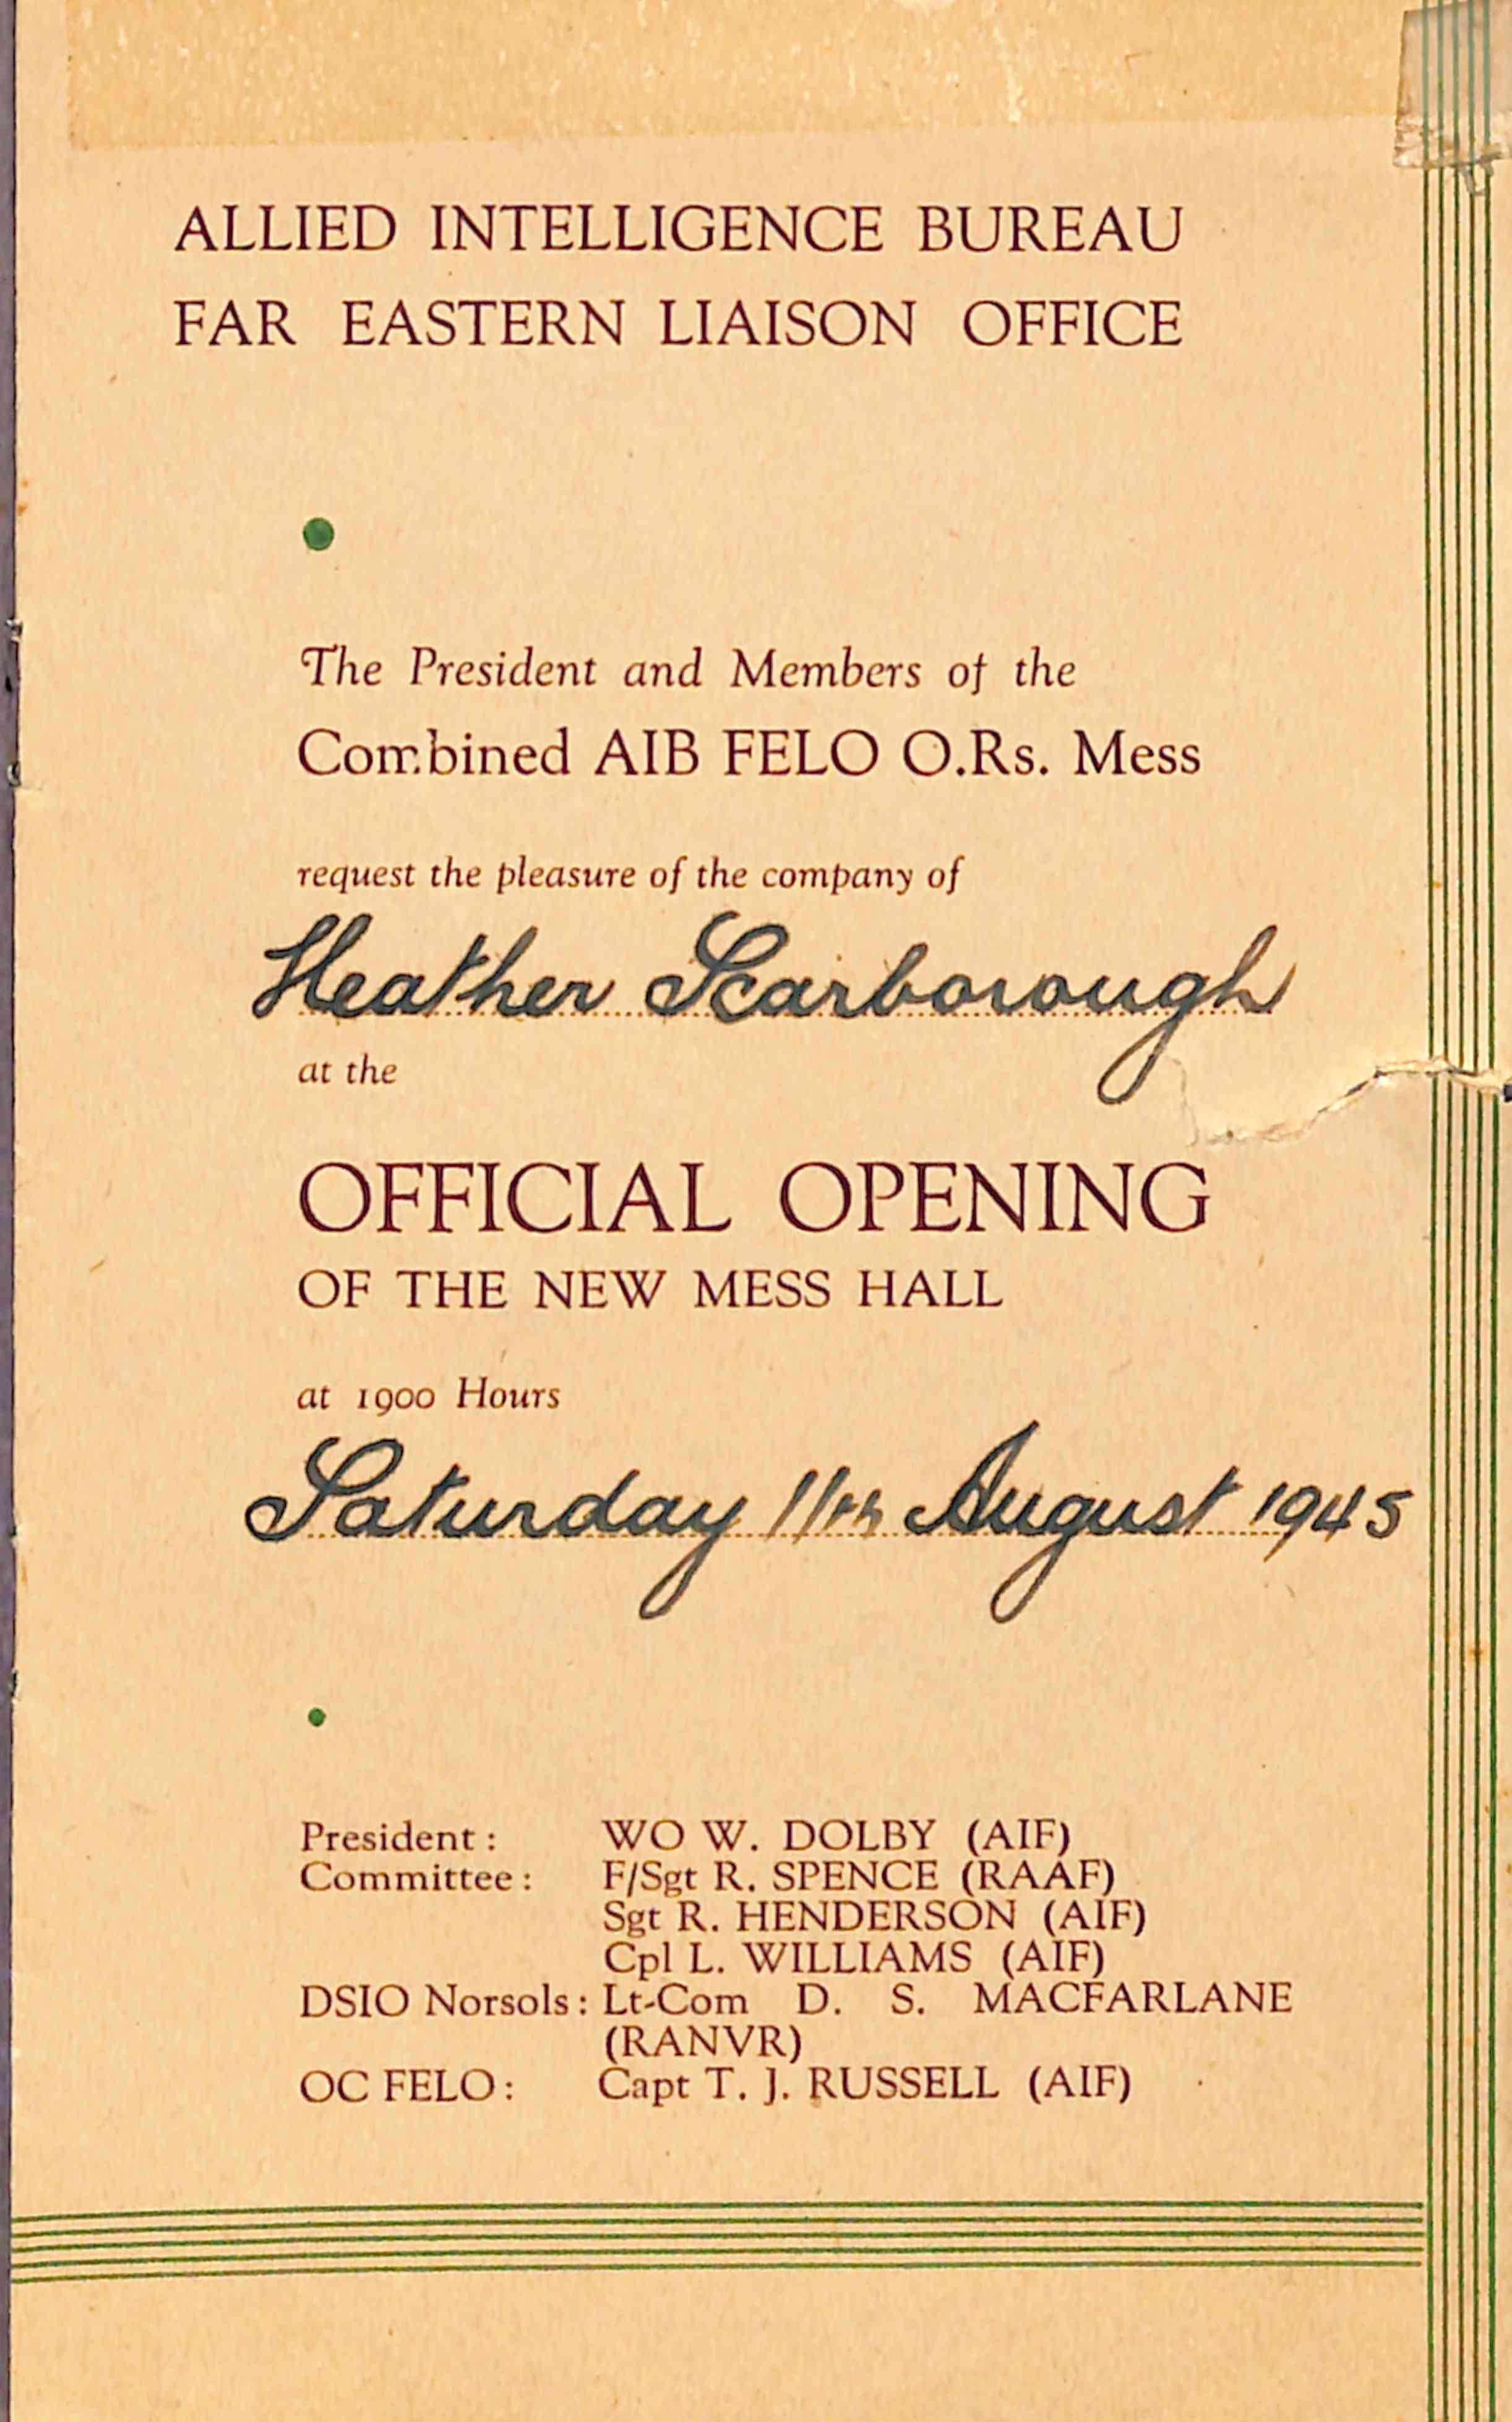 ALLIED INTELLIGENCE BUREAU
FAR EASTERN LIAISON OFFICE
The President and Members of the
Combined AIB FELO O.Rs. Mess
request the pleasure of the company of
Heather Scarborough
at the
OFFICIAL OPENING
OF THE NEW MESS HALL
at 1900 Hours
Saturday 11th August 1945
President : WO W. DOLBY (AIF)
Committee : F/Sgt R. SPENCE (RAAF)
Sgt R. HENDERSON (AIF)
Cpl L. WILLIAMS (AIF)
DSIO Norsols : Lt-Com D. S. MACFARLANE
(RANVR)
OC FELO : Capt T. J. RUSSELL (AIF)